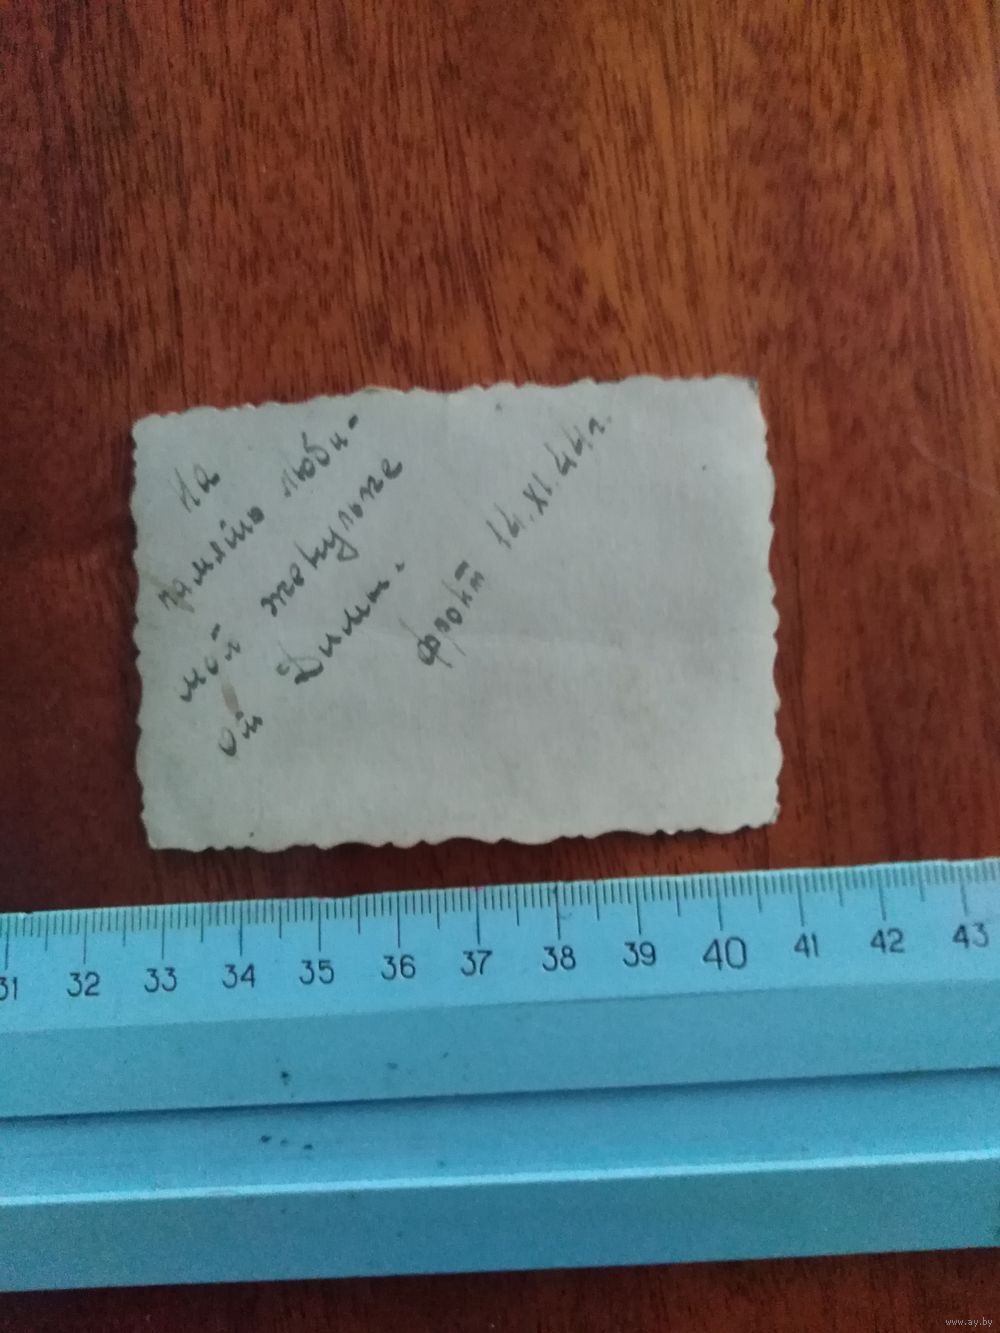 На
память люби-
мой женульке
от Димы.
фронт 14.XI.44г.
31 32 33 34 35 36 37 38 39 40 41 42 43
www.ay.by